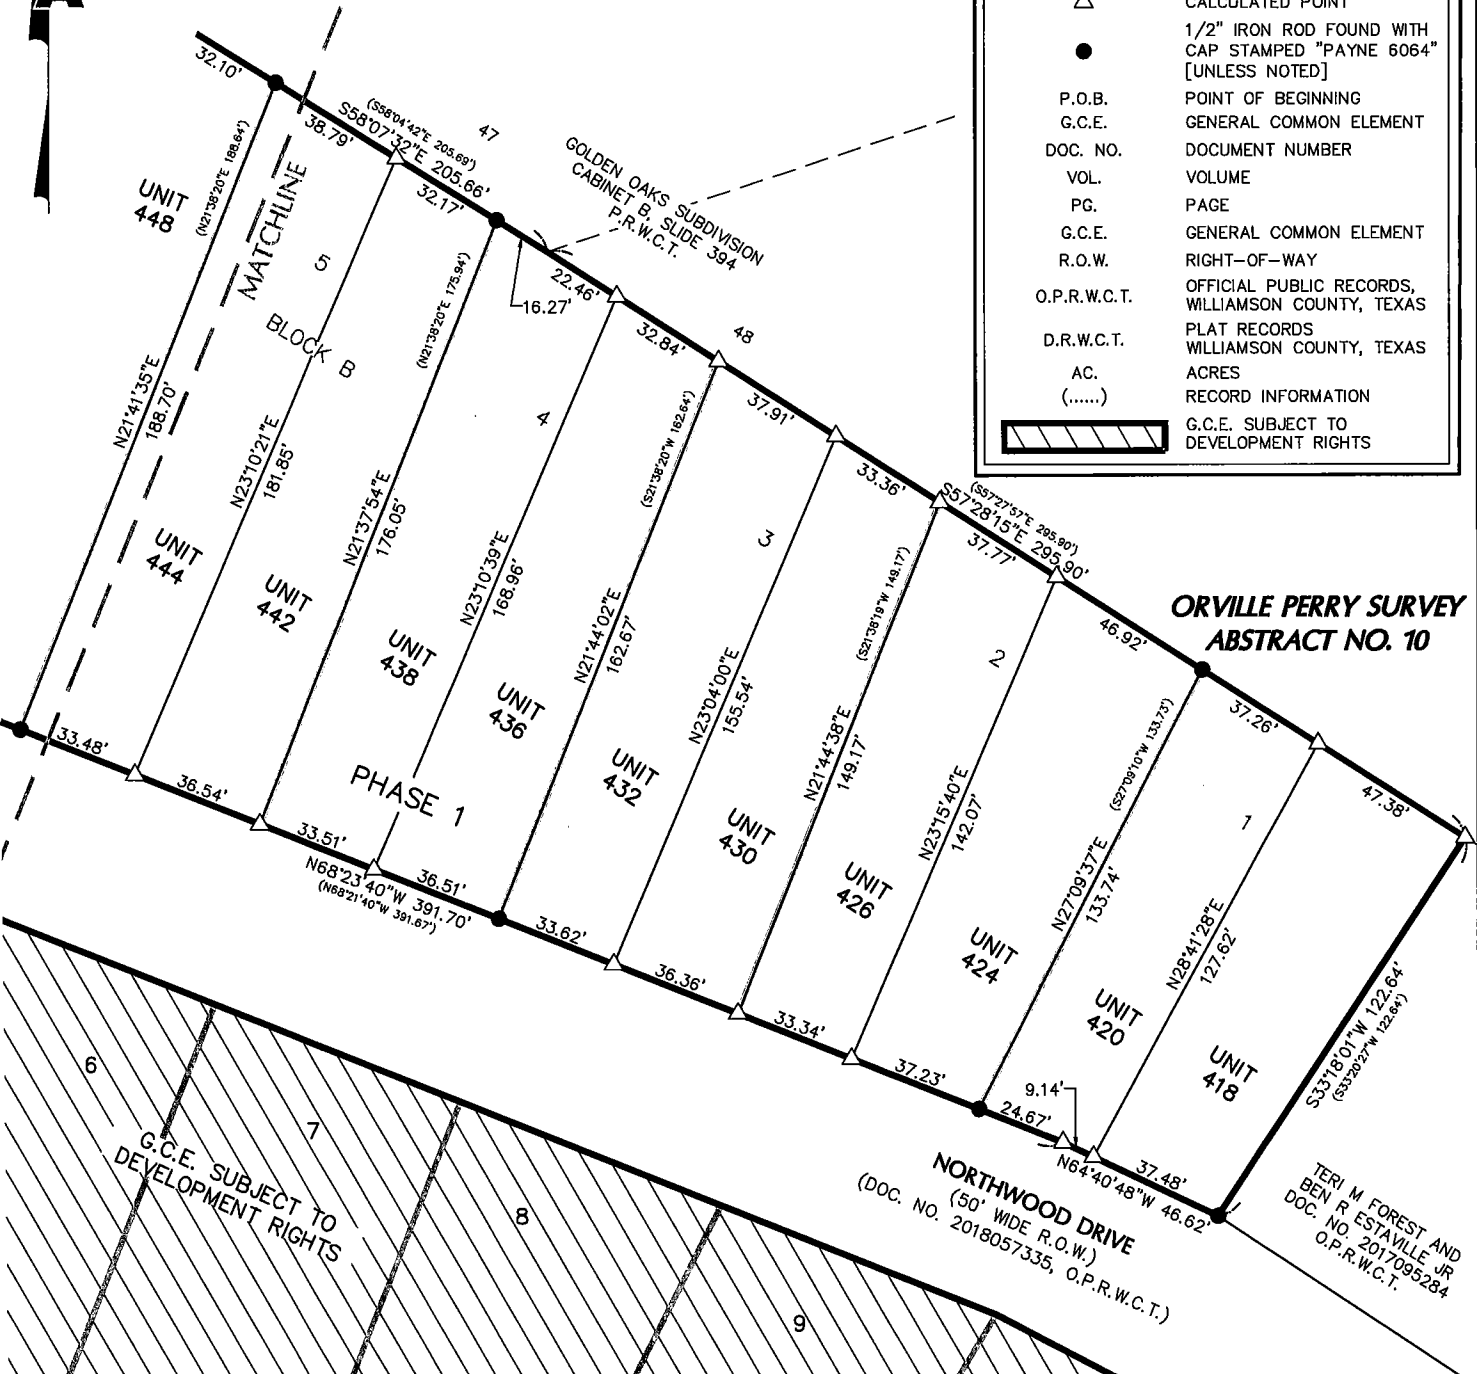 CALCULATED POINT
1/2" IRON ROD FOUND WITH
CAP STAMPED "PAYNE 6064"
[UNLESS NOTED]
P.O.B. POINT OF BEGINNING
G.C.E. GENERAL COMMON ELEMENT
DOC. NO. DOCUMENT NUMBER
VOL. VOLUME
PG. PAGE
G.C.E. GENERAL COMMON ELEMENT
R.O.W. RIGHT-OF-WAY
O.P.R.W.C.T. OFFICIAL PUBLIC RECORDS,
WILLIAMSON COUNTY, TEXAS
D.R.W.C.T. PLAT RECORDS
WILLIAMSON COUNTY, TEXAS
AC. ACRES
(......) RECORD INFORMATION
G.C.E. SUBJECT TO
DEVELOPMENT RIGHTS
32.10'
38.79'
(S58°04'42"E 205.69')
S58°07'32"E 205.66'
32.17'
47
GOLDEN OAKS SUBDIVISION
CABINET B, SLIDE 394
P.R.W.C.T.
16.27'
22.46'
32.84'
48
37.91'
33.36'
(S57°27'57"E 295.90')
S57°28'15"E 295.90'
37.77'
46.92'
37.26'
47.38'
ORVILLE PERRY SURVEY
ABSTRACT NO. 10
UNIT
448
(N21°38'20"E 188.64')
MATCHLINE
N21°41'35"E
188.70'
5
BLOCK B
N23°10'21"E
181.85'
UNIT
444
UNIT
442
(N21°38'20"E 175.94')
N21°37'54"E
176.05'
4
UNIT
438
N23°10'39"E
168.96'
UNIT
436
(S21°38'20"W 162.64')
N21°44'02"E
162.67'
3
UNIT
432
N23°04'00"E
155.54'
UNIT
430
(S21°38'19"W 149.17')
N21°44'38"E
149.17'
2
UNIT
426
N23°15'40"E
142.07'
UNIT
424
(S27°09'10"W 133.73')
N27°09'37"E
133.74'
1
UNIT
420
N28°41'28"E
127.62'
UNIT
418
S33°18'01"W 122.64'
(S33°20'27"W 122.64')
PHASE 1
33.48'
36.54'
33.51'
N68°23'40"W 391.70'
(N68°21'40"W 391.67')
36.51'
33.62'
36.36'
33.34'
37.23'
24.67'
9.14'
37.48'
N64°40'48"W 46.62'
NORTHWOOD DRIVE
(50' WIDE R.O.W.)
(DOC. NO. 2018057335, O.P.R.W.C.T.)
TERI M FOREST AND
BEN R ESTAVILLE JR
DOC. NO. 2017095284
O.P.R.W.C.T.
6
7
8
9
G.C.E. SUBJECT TO
DEVELOPMENT RIGHTS